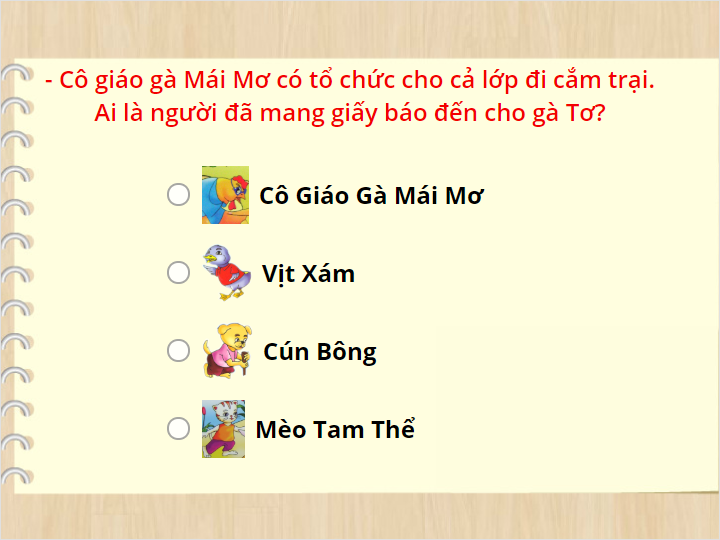 - Cô giáo gà Mái Mơ có tổ chức cho cả lớp đi cắm trại.
Ai là người đã mang giấy báo đến cho gà Tơ?
Cô Giáo Gà Mái Mơ
Vịt Xám
Cún Bông
Mèo Tam Thể